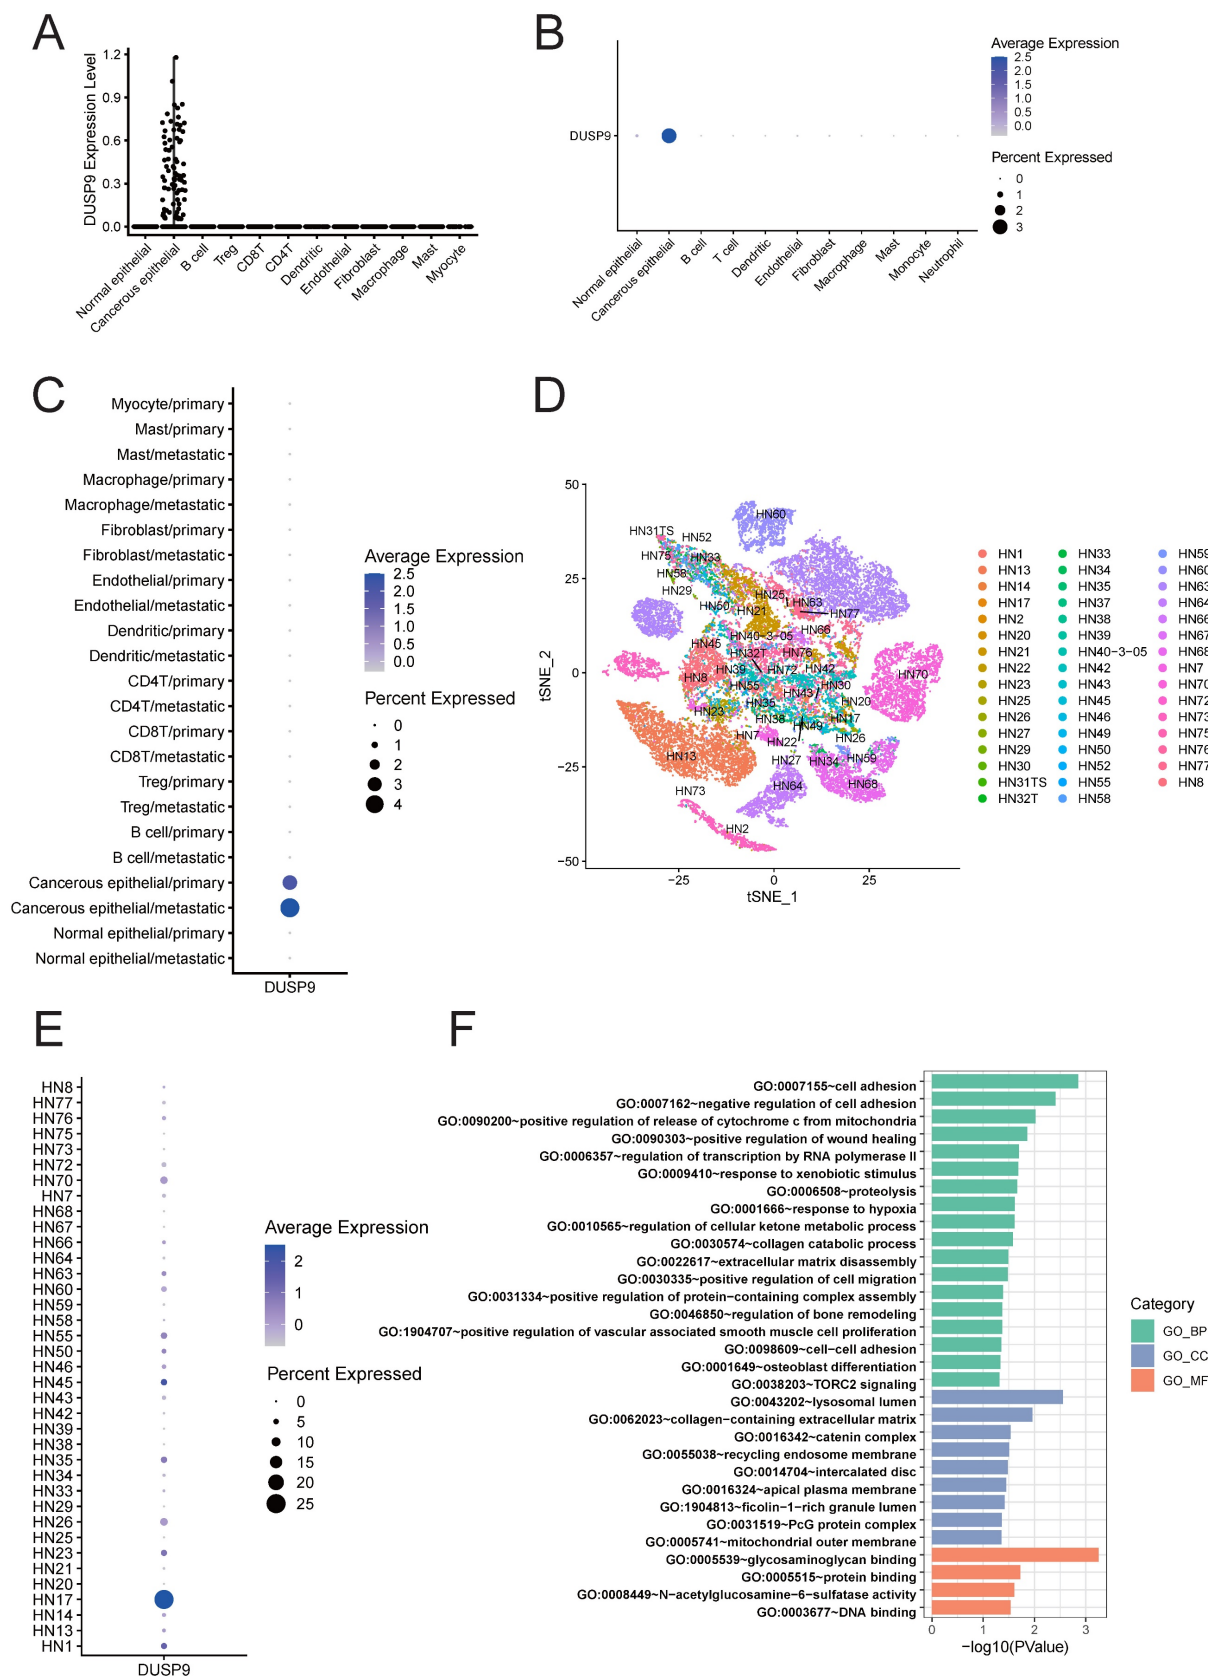 A
DUSP9 Expression Level
1.2
0.9
0.6
0.3
0.0
Normal epithelial
Cancerous epithelial
B cell
Treg
CD8T
CD4T
Dendritic
Endothelial
Fibroblast
Macrophage
Mast
Myocyte
B
DUSP9
Normal epithelial
Cancerous epithelial
B cell
T cell
Dendritic
Endothelial
Fibroblast
Macrophage
Mast
Monocyte
Neutrophil
Average Expression
2.5
2.0
1.5
1.0
0.5
0.0
Percent Expressed
0
1
2
3
C
Myocyte/primary
Mast/primary
Mast/metastatic
Macrophage/primary
Macrophage/metastatic
Fibroblast/primary
Fibroblast/metastatic
Endothelial/primary
Endothelial/metastatic
Dendritic/primary
Dendritic/metastatic
CD4T/primary
CD4T/metastatic
CD8T/primary
CD8T/metastatic
Treg/primary
Treg/metastatic
B cell/primary
B cell/metastatic
Cancerous epithelial/primary
Cancerous epithelial/metastatic
Normal epithelial/primary
Normal epithelial/metastatic
DUSP9
Average Expression
2.5
2.0
1.5
1.0
0.5
0.0
Percent Expressed
0
1
2
3
4
D
tSNE_2
50
25
0
−25
−50
−25
0
25
tSNE_1
HN60
HN31TS
HN52
HN75
HN33
HN58
HN29
HN25
HN50
HN21
HN63
HN77
HN66
HN40−3−05
HN45
HN32T
HN76
HN39
HN72
HN42
HN8
HN55
HN43
HN30
HN70
HN35
HN20
HN23
HN38
HN49
HN17
HN7
HN22
HN26
HN13
HN27
HN34
HN59
HN64
HN68
HN73
HN2
HN1
HN13
HN14
HN17
HN2
HN20
HN21
HN22
HN23
HN25
HN26
HN27
HN29
HN30
HN31TS
HN32T
HN33
HN34
HN35
HN37
HN38
HN39
HN40−3−05
HN42
HN43
HN45
HN46
HN49
HN50
HN52
HN55
HN58
HN59
HN60
HN63
HN64
HN66
HN67
HN68
HN7
HN70
HN72
HN73
HN75
HN76
HN77
HN8
E
HN8
HN77
HN76
HN75
HN73
HN72
HN70
HN7
HN68
HN67
HN66
HN64
HN63
HN60
HN59
HN58
HN55
HN50
HN46
HN45
HN43
HN42
HN39
HN38
HN35
HN34
HN33
HN29
HN26
HN25
HN23
HN21
HN20
HN17
HN14
HN13
HN1
DUSP9
Average Expression
2
1
0
Percent Expressed
0
5
10
15
20
25
F
GO:0007155~cell adhesion
GO:0007162~negative regulation of cell adhesion
GO:0090200~positive regulation of release of cytochrome c from mitochondria
GO:0090303~positive regulation of wound healing
GO:0006357~regulation of transcription by RNA polymerase II
GO:0009410~response to xenobiotic stimulus
GO:0006508~proteolysis
GO:0001666~response to hypoxia
GO:0010565~regulation of cellular ketone metabolic process
GO:0030574~collagen catabolic process
GO:0022617~extracellular matrix disassembly
GO:0030335~positive regulation of cell migration
GO:0031334~positive regulation of protein−containing complex assembly
GO:0046850~regulation of bone remodeling
GO:1904707~positive regulation of vascular associated smooth muscle cell proliferation
GO:0098609~cell−cell adhesion
GO:0001649~osteoblast differentiation
GO:0038203~TORC2 signaling
GO:0043202~lysosomal lumen
GO:0062023~collagen−containing extracellular matrix
GO:0016342~catenin complex
GO:0055038~recycling endosome membrane
GO:0014704~intercalated disc
GO:0016324~apical plasma membrane
GO:1904813~ficolin−1−rich granule lumen
GO:0031519~PcG protein complex
GO:0005741~mitochondrial outer membrane
GO:0005539~glycosaminoglycan binding
GO:0005515~protein binding
GO:0008449~N−acetylglucosamine−6−sulfatase activity
GO:0003677~DNA binding
0
1
2
3
−log10(PValue)
Category
GO_BP
GO_CC
GO_MF